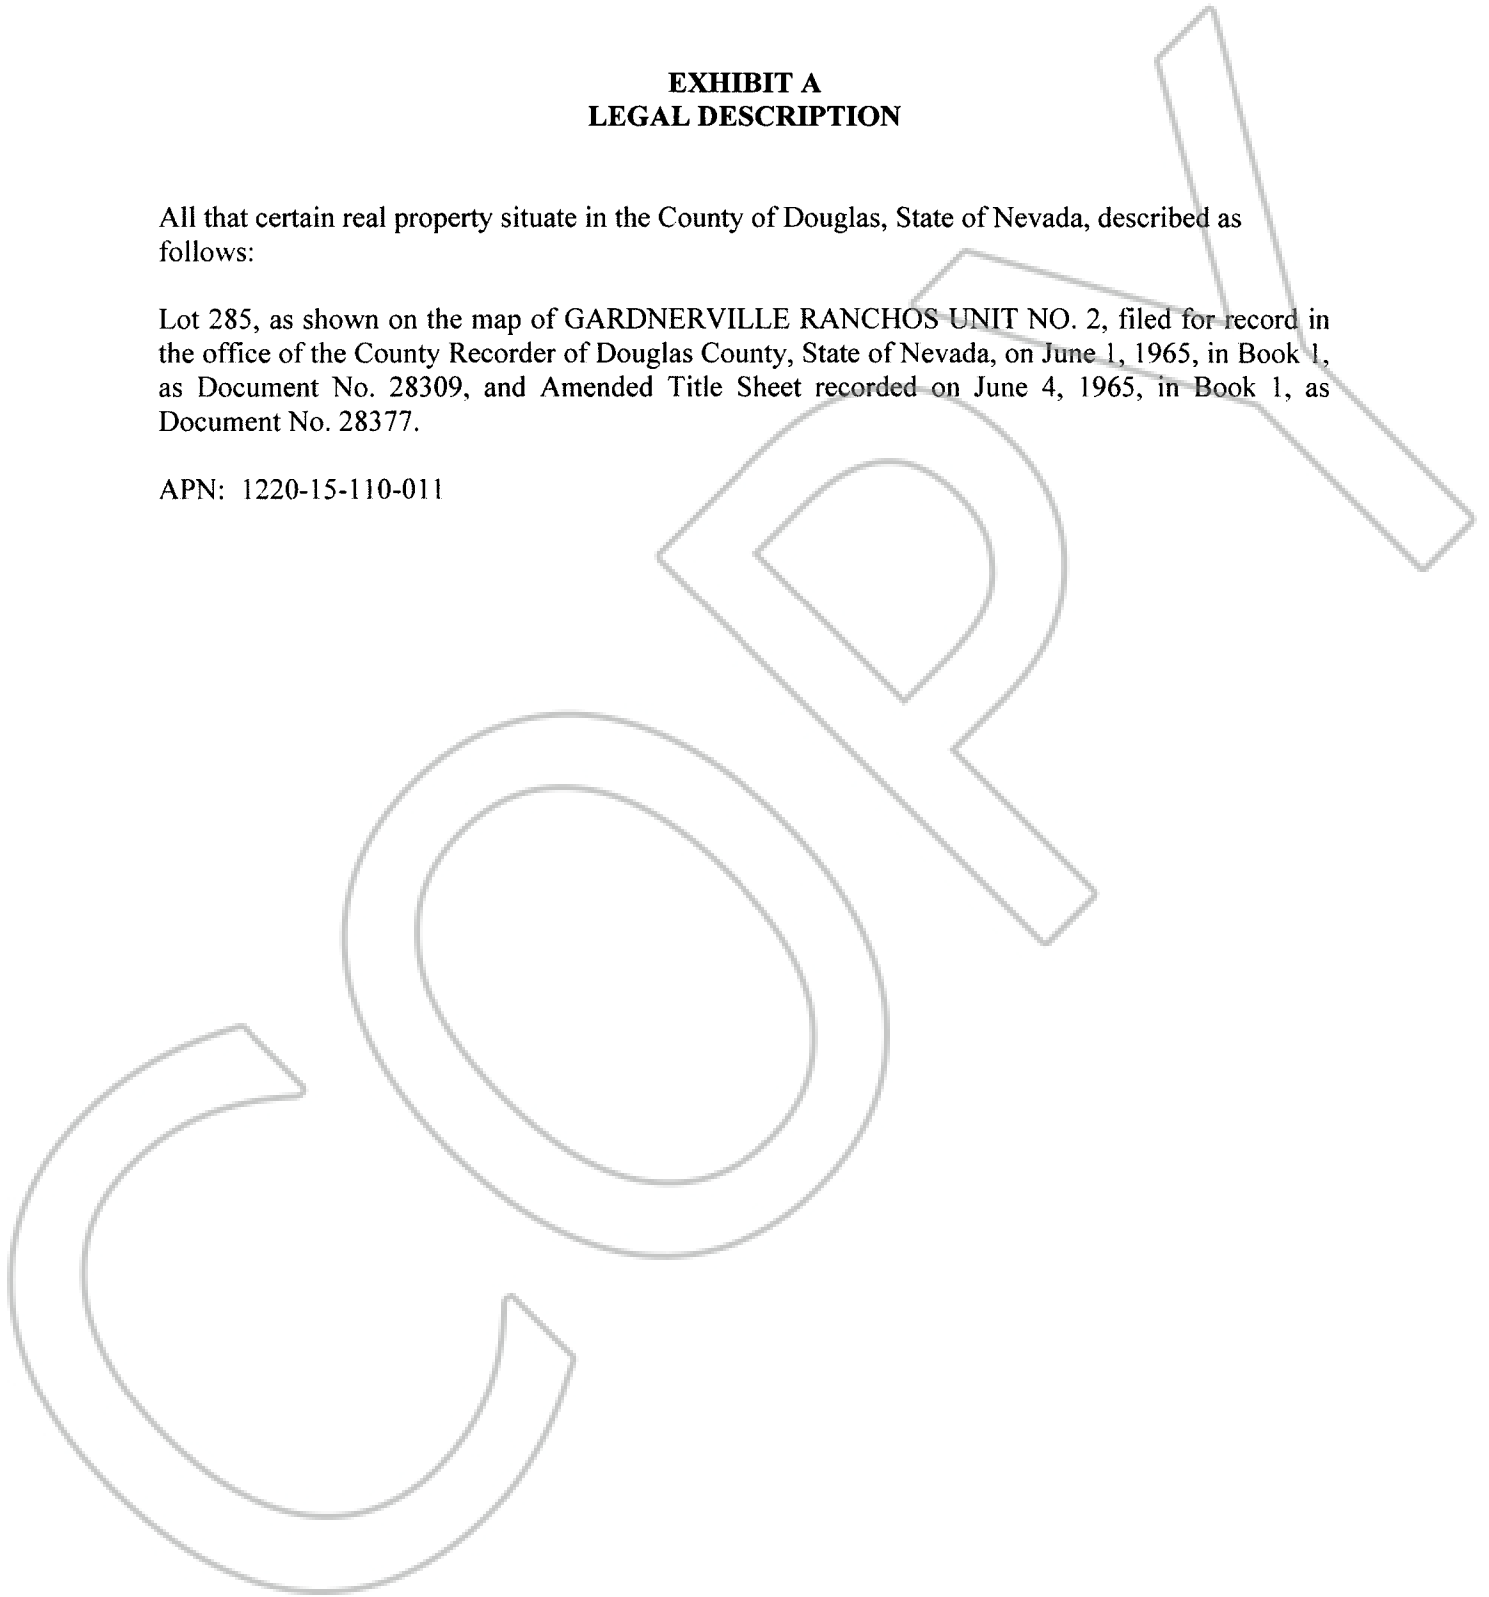 EXHIBIT A
LEGAL DESCRIPTION
All that certain real property situate in the County of Douglas, State of Nevada, described as
follows:
Lot 285, as shown on the map of GARDNERVILLE RANCHOS UNIT NO. 2, filed for record in
the office of the County Recorder of Douglas County, State of Nevada, on June 1, 1965, in Book 1,
as Document No. 28309, and Amended Title Sheet recorded on June 4, 1965, in Book 1, as
Document No. 28377.
APN: 1220-15-110-011
COPY